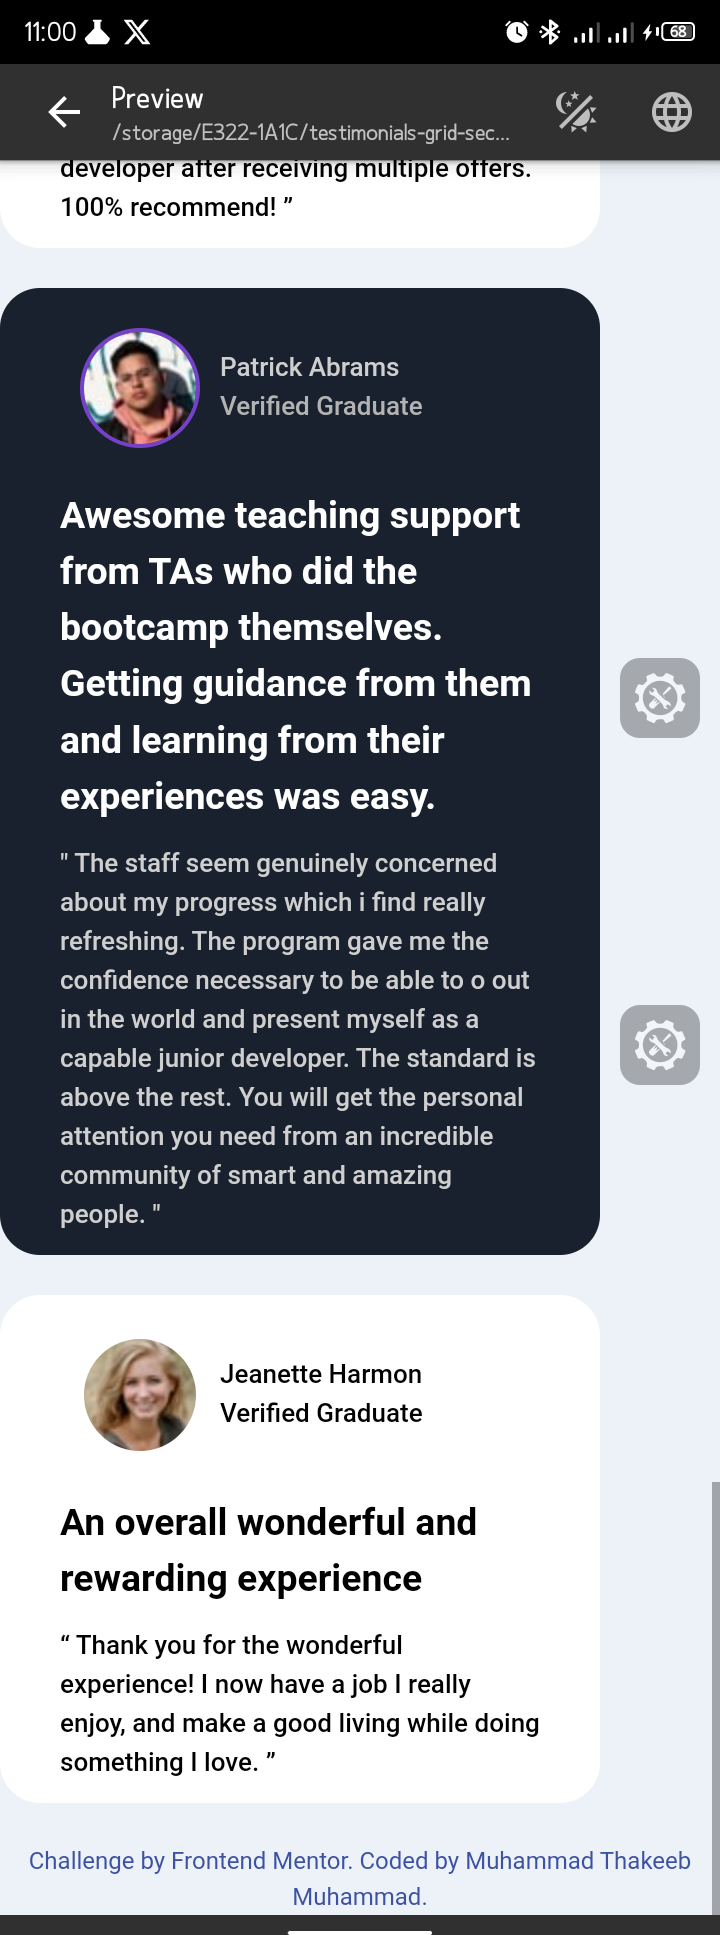 11:00
68
Preview
/storage/E322-1A1C/testimonials-grid-sec...
developer after receiving multiple offers.
100% recommend! ”
Patrick Abrams
Verified Graduate
Awesome teaching support
from TAs who did the
bootcamp themselves.
Getting guidance from them
and learning from their
experiences was easy.
" The staff seem genuinely concerned
about my progress which i find really
refreshing. The program gave me the
confidence necessary to be able to o out
in the world and present myself as a
capable junior developer. The standard is
above the rest. You will get the personal
attention you need from an incredible
community of smart and amazing
people. "
Jeanette Harmon
Verified Graduate
An overall wonderful and
rewarding experience
“ Thank you for the wonderful
experience! I now have a job I really
enjoy, and make a good living while doing
something I love. ”
Challenge by Frontend Mentor. Coded by Muhammad Thakeeb
Muhammad.